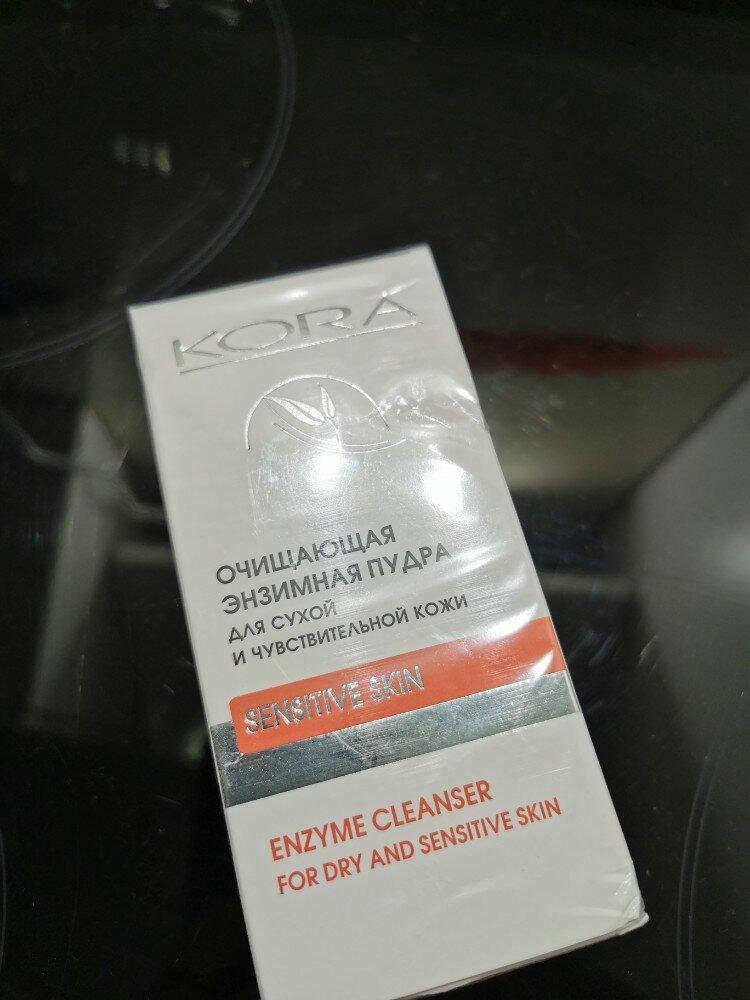 KORA
ОЧИЩАЮЩАЯ
ЭНЗИМНАЯ ПУДРА
ДЛЯ СУХОЙ
И ЧУВСТВИТЕЛЬНОЙ КОЖИ
SENSITIVE SKIN
ENZYME CLEANSER
FOR DRY AND SENSITIVE SKIN